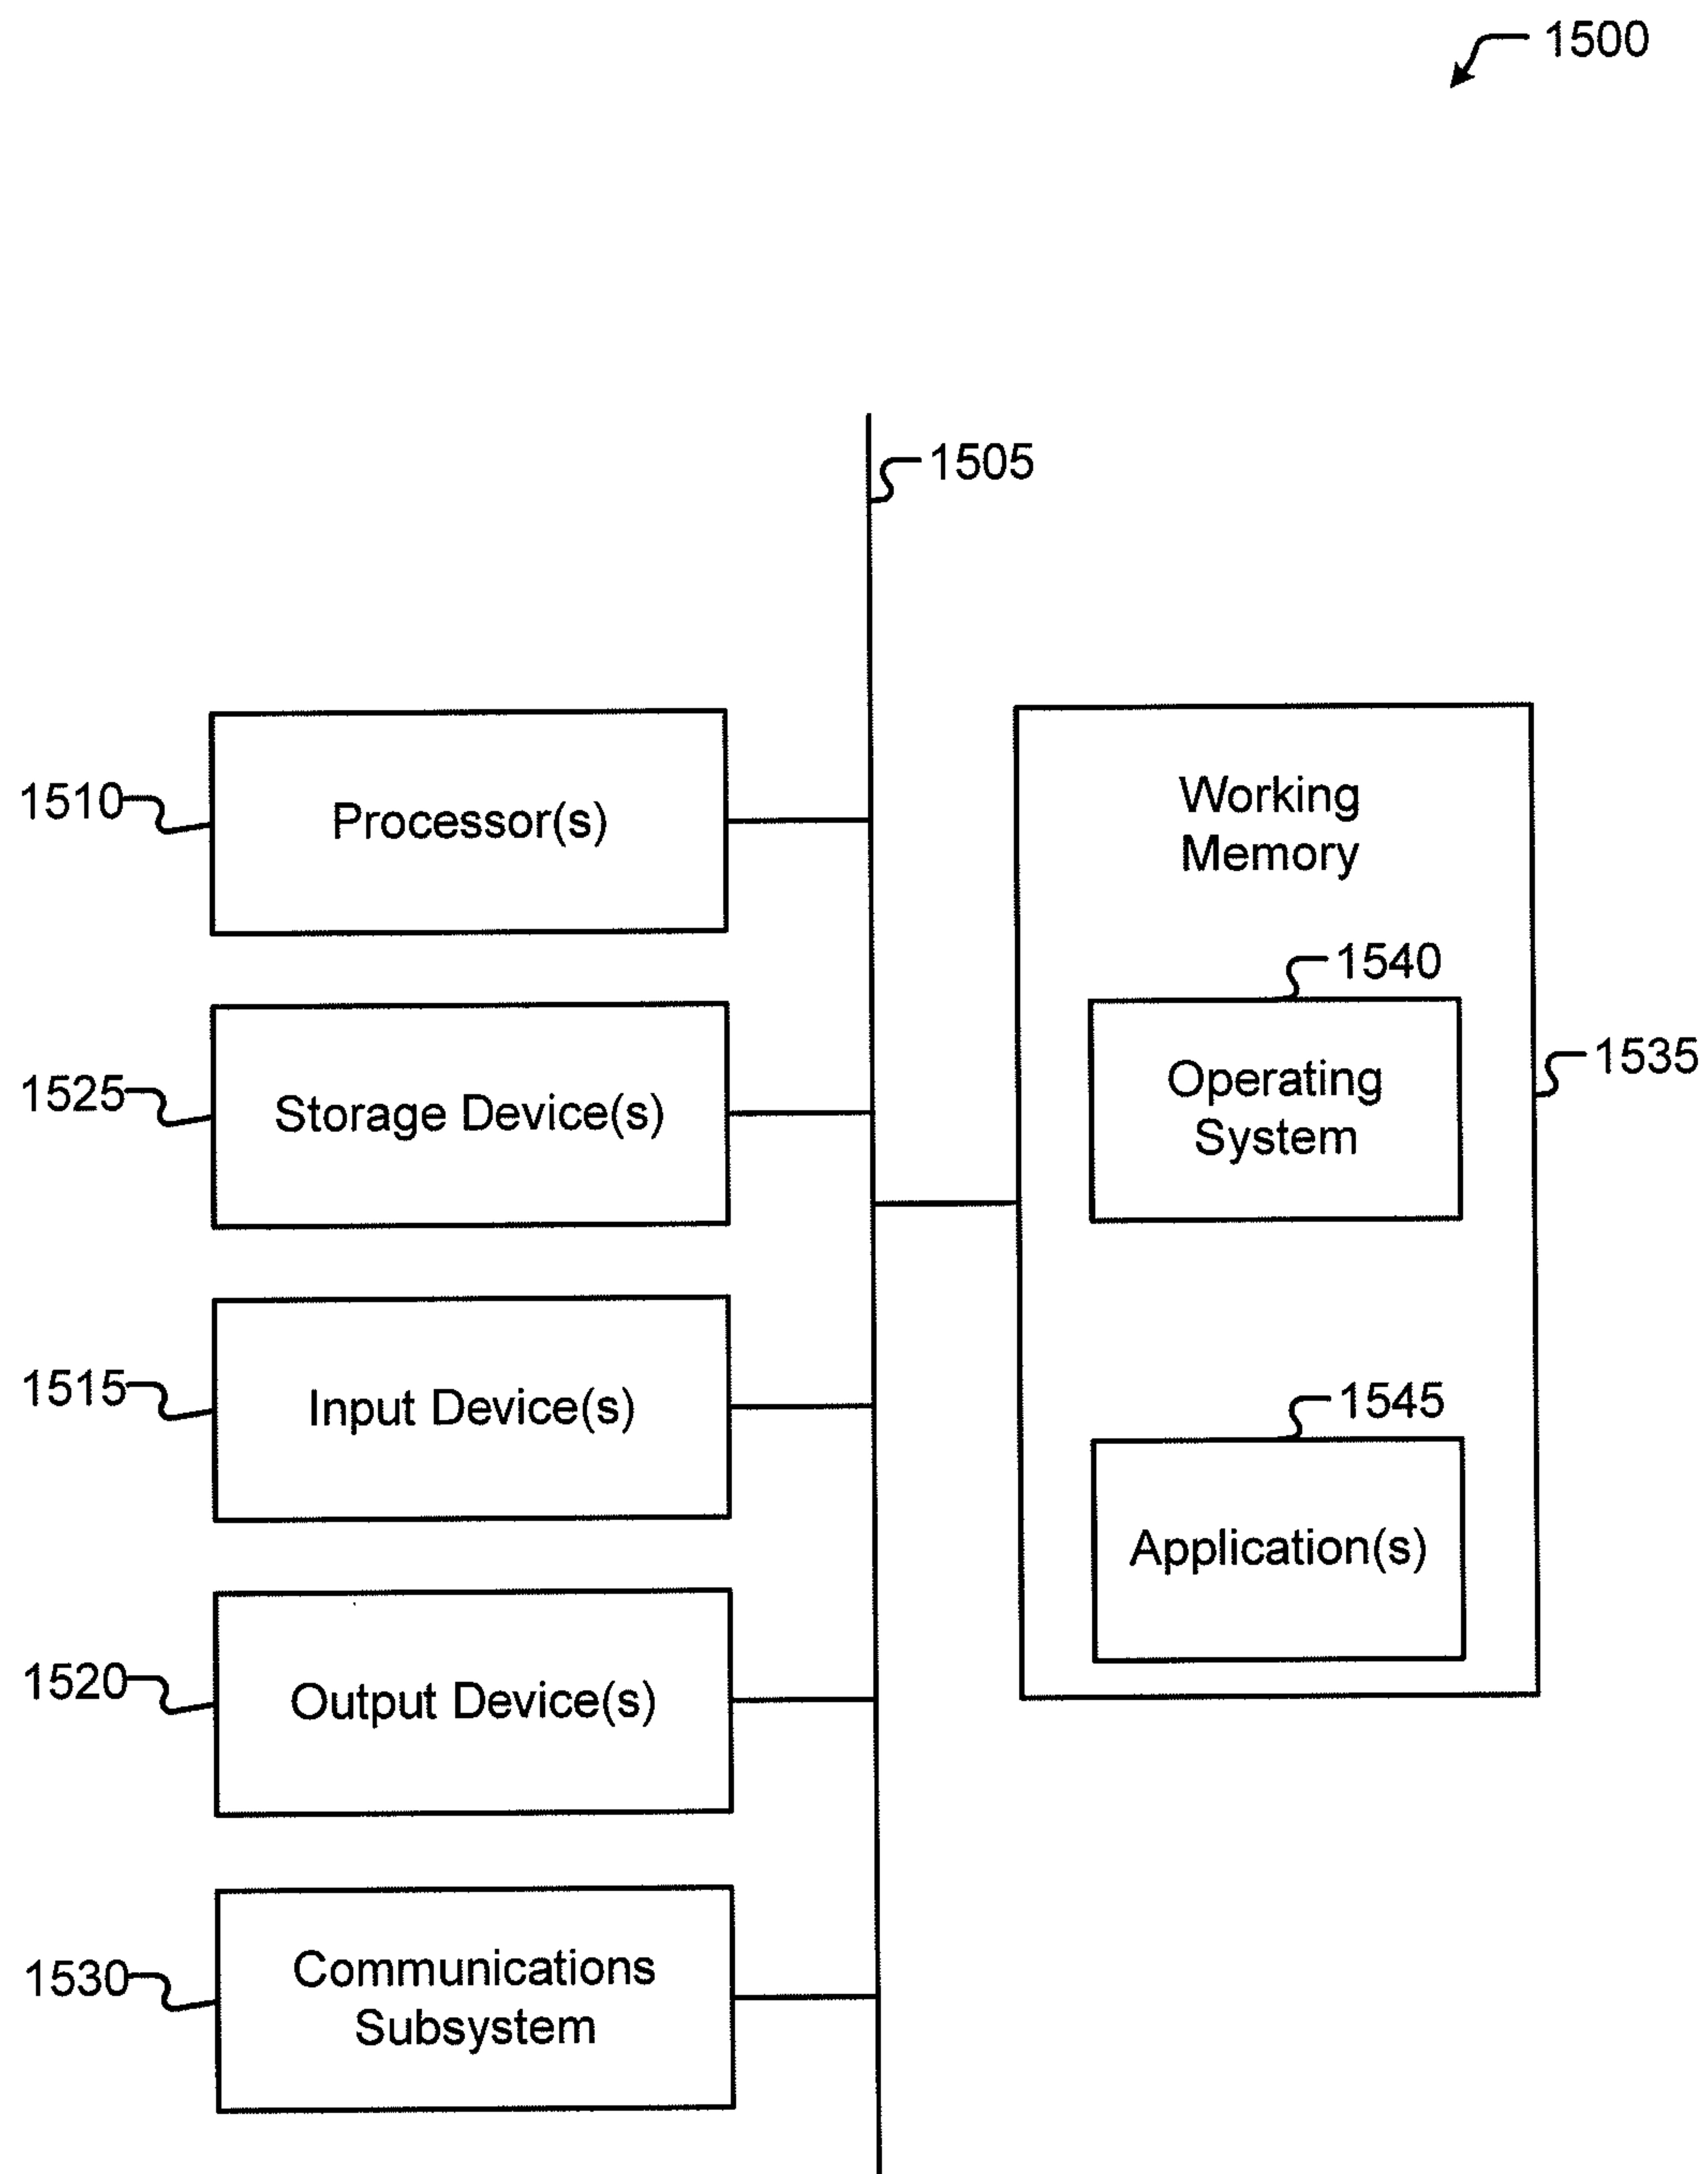 1500
1505
1510
Processor(s)
1525
Storage Device(s)
1515
Input Device(s)
1520
Output Device(s)
1530
Communications
Subsystem
Working
Memory
1540
Operating
System
1535
1545
Application(s)